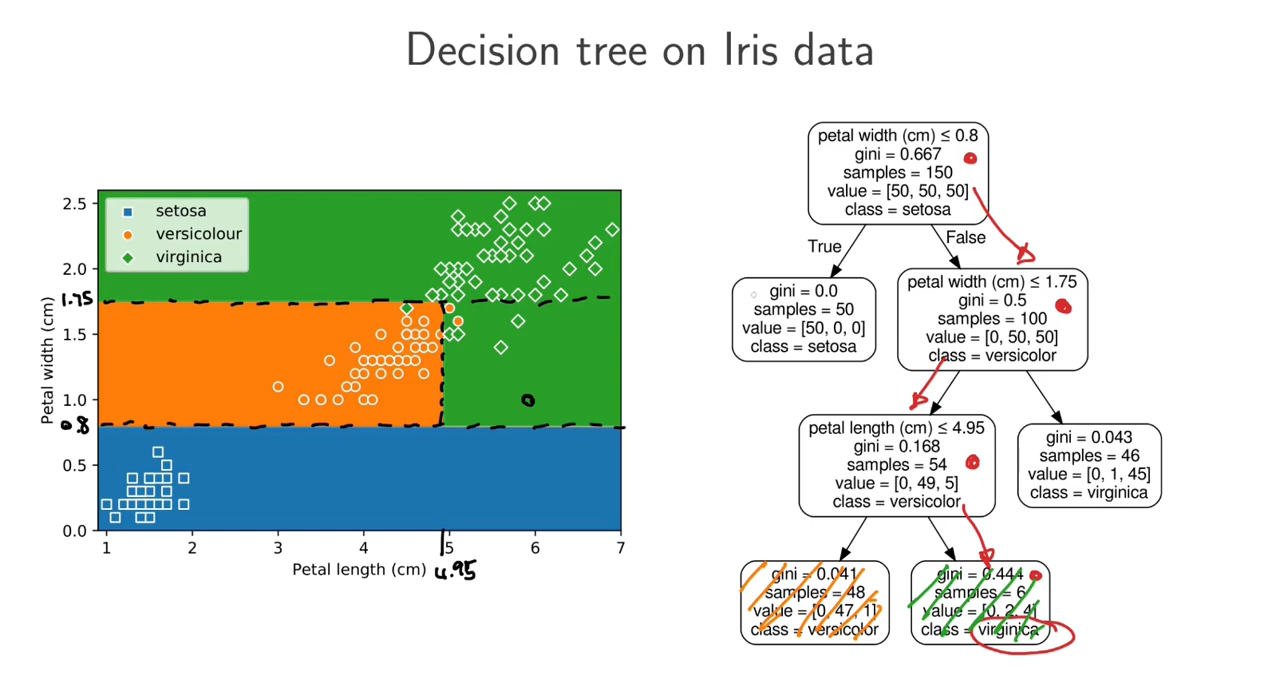 Decision tree on Iris data
2.5
2.0
1.75
1.5
1.0
0.8
0.5
0.0
Petal width (cm)
setosa
versicolour
virginica
1
2
3
4
5
6
7
Petal length (cm)
4.95
petal width (cm) ≤ 0.8
gini = 0.667
samples = 150
value = [50, 50, 50]
class = setosa
True
False
gini = 0.0
samples = 50
value = [50, 0, 0]
class = setosa
petal width (cm) ≤ 1.75
gini = 0.5
samples = 100
value = [0, 50, 50]
class = versicolor
petal length (cm) ≤ 4.95
gini = 0.168
samples = 54
value = [0, 49, 5]
class = versicolor
gini = 0.043
samples = 46
value = [0, 1, 45]
class = virginica
gini = 0.041
samples = 48
value = [0, 47, 1]
class = versicolor
gini = 0.444
samples = 6
value = [0, 2, 4]
class = virginica